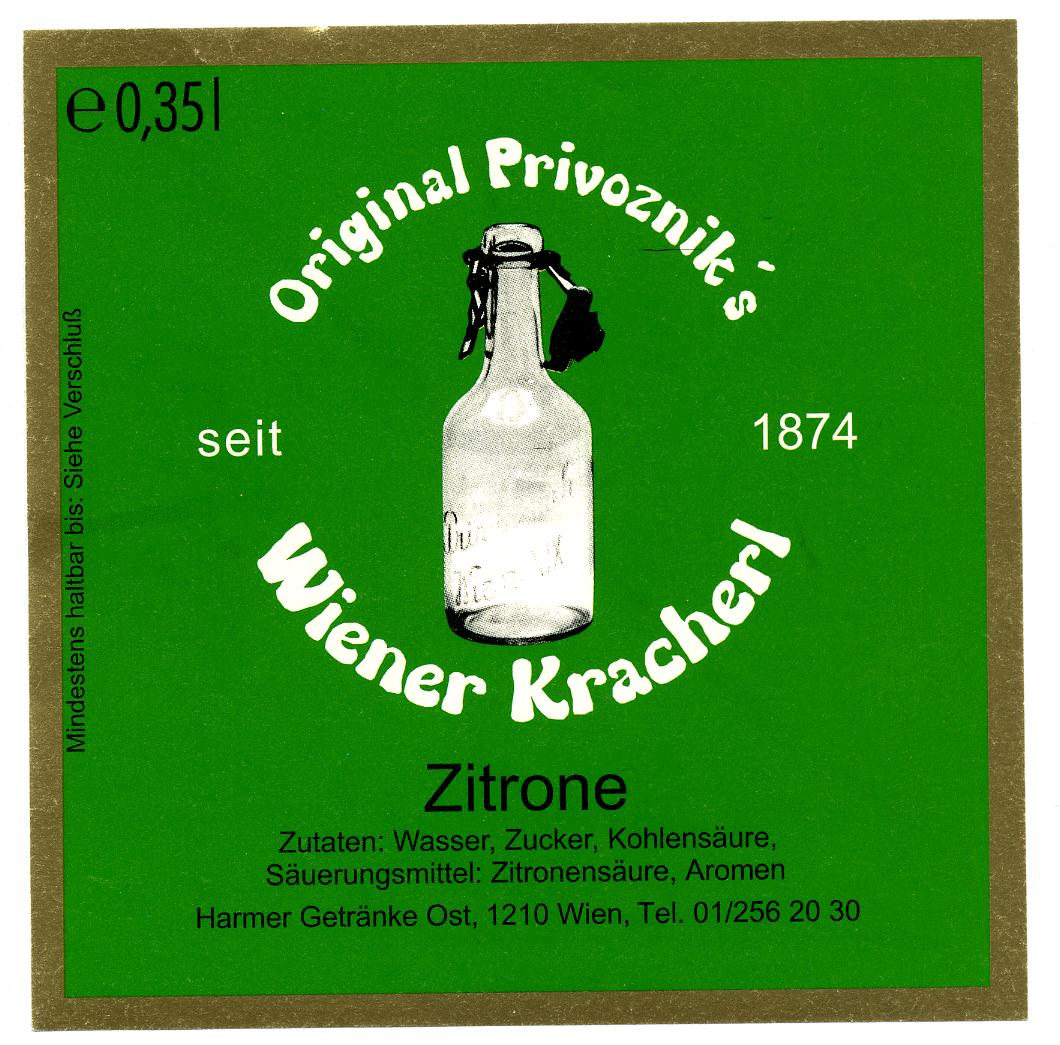 e 0,35 l
Original Privoznik´s
seit 1874
Wiener Kracherl
Zitrone
Zutaten: Wasser, Zucker, Kohlensäure,
Säuerungsmittel: Zitronensäure, Aromen
Harmer Getränke Ost, 1210 Wien, Tel. 01/256 20 30
Mindestens haltbar bis: Siehe Verschluß